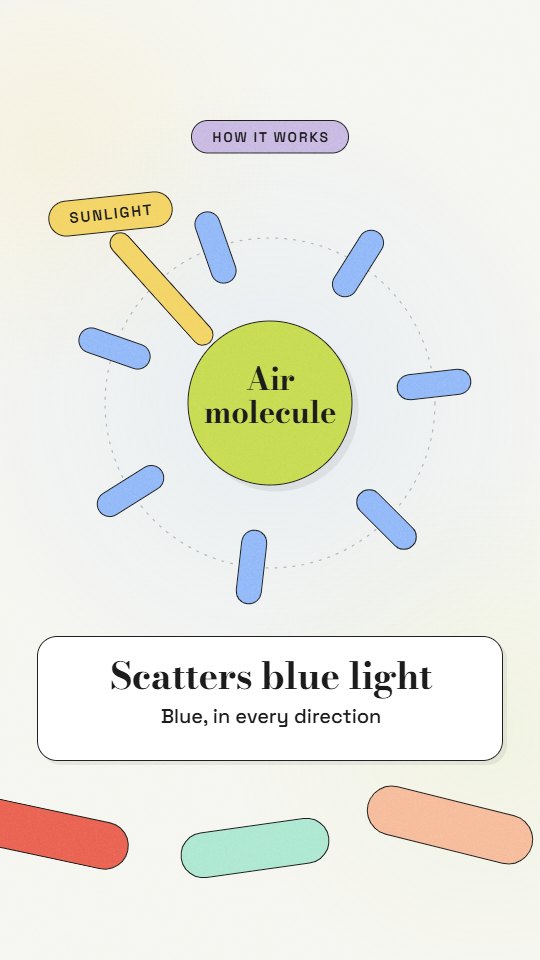 HOW IT WORKS
SUNLIGHT
Air
molecule
Scatters blue light
Blue, in every direction